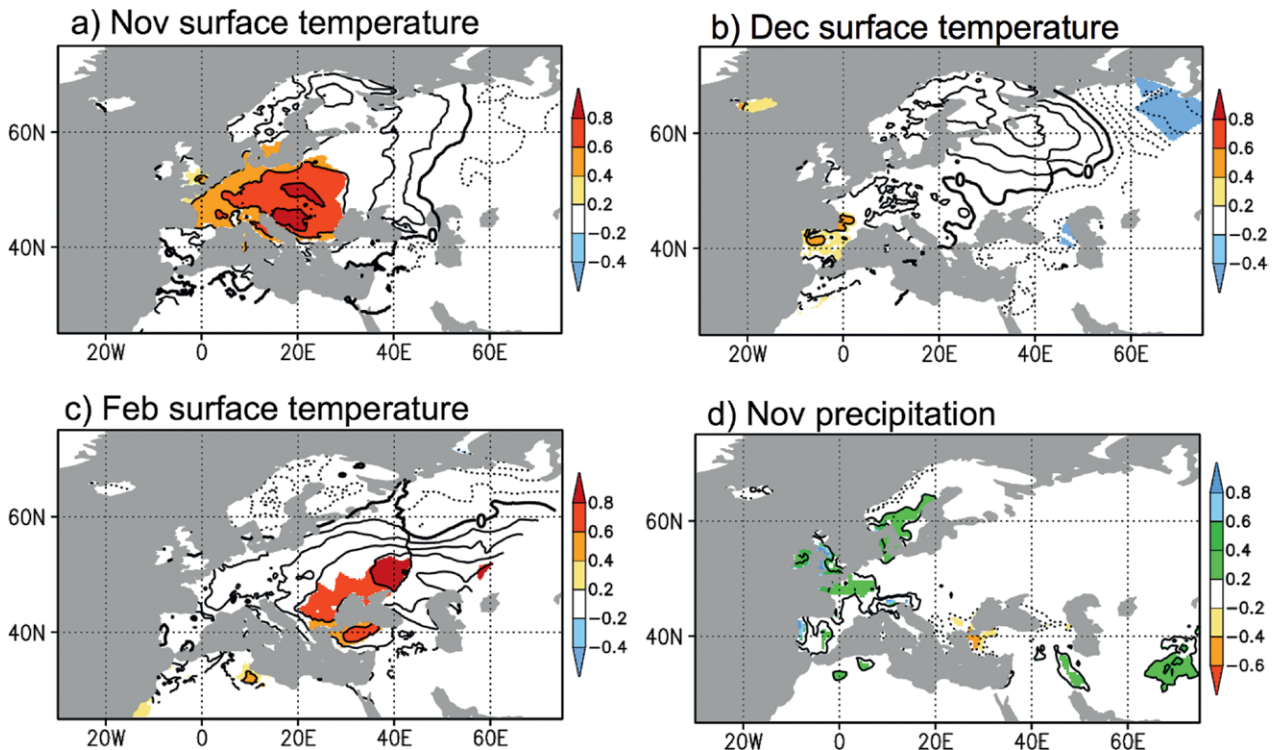 a) Nov surface temperature
60N
40N
20W 0 20E 40E 60E
0
0.8
0.6
0.4
0.2
−0.2
−0.4
b) Dec surface temperature
60N
40N
20W 0 20E 40E 60E
0 0
0.8
0.6
0.4
0.2
−0.2
−0.4
c) Feb surface temperature
60N
40N
20W 0 20E 40E 60E
0
0.8
0.6
0.4
0.2
−0.2
−0.4
d) Nov precipitation
60N
40N
20W 0 20E 40E 60E
0.8
0.6
0.4
0.2
−0.2
−0.4
−0.6